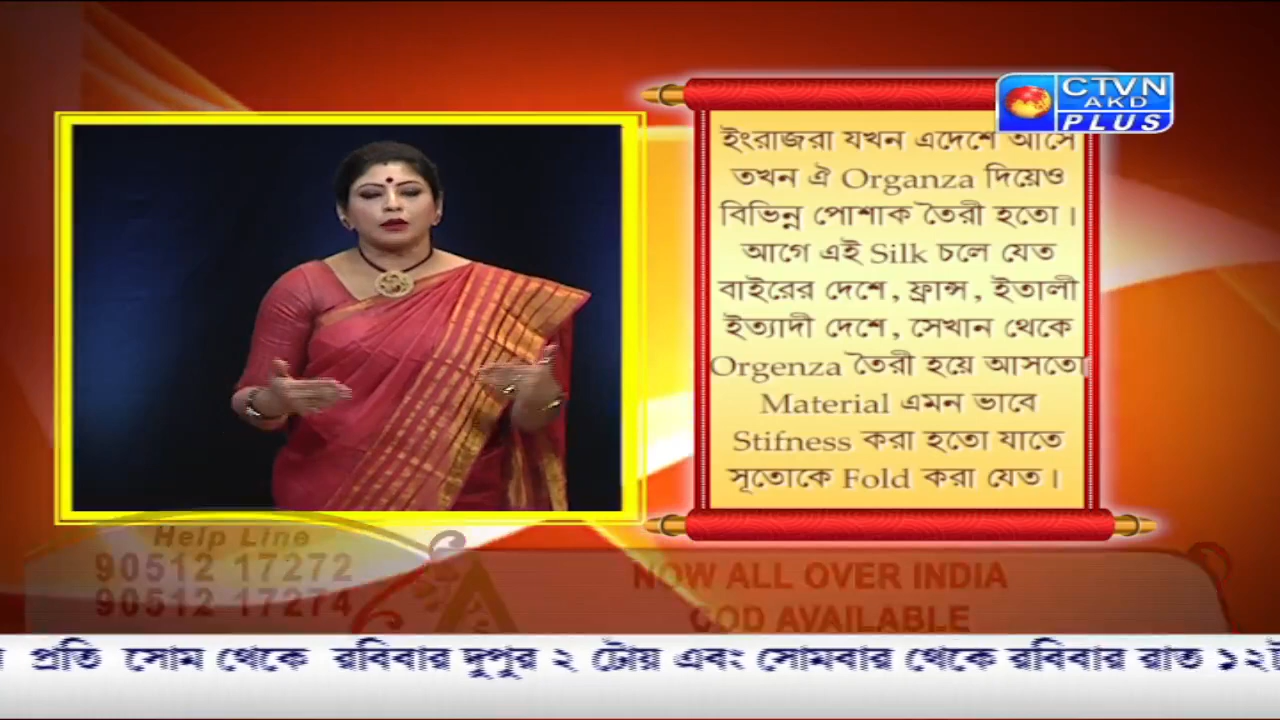 CTVN
AKD
PLUS
ইংরাজরা যখন এদেশে আসে
তখন ঐ Organza দিয়েও
বিভিন্ন পোশাক তৈরী হতো।
আগে এই Silk চলে যেত
বাইরের দেশে, ফ্রান্স, ইতালী
ইত্যাদী দেশে, সেখান থেকে
Orgenza তৈরী হয়ে আসতো
Material এমন ভাবে
Stifness করা হতো যাতে
সূতোকে Fold করা যেত।
Help Line
90512 17272
90512 17274
NOW ALL OVER INDIA
COD AVAILABLE
প্রতি সোম থেকে রবিবার দুপুর ২ টোয় এবং সোমবার থেকে রবিবার রাত ১২